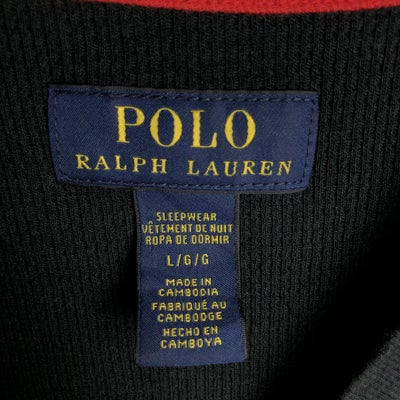 POLO
RALPH LAUREN
SLEEPWEAR
VÊTEMENT DE NUIT
ROPA DE DORMIR
L/G/G
MADE IN
CAMBODIA
FABRIQUÉ AU
CAMBODGE
HECHO EN
CAMBOYA